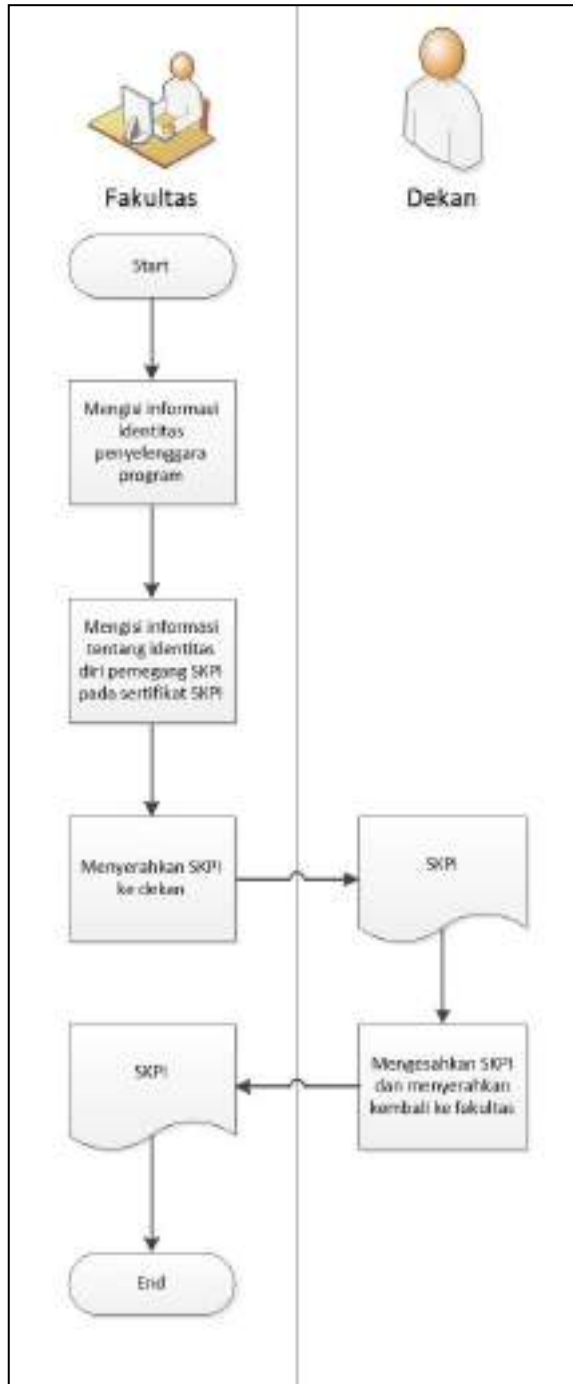 Fakultas
Dekan
Start
Mengisi informasi
identitas
penyelenggara
program
Mengisi informasi
tentang identitas
diri pemegang SKPI
pada sertifikat SKPI
Menyerahkan SKPI
ke dekan
SKPI
Mengesahkan SKPI
dan menyerahkan
kembali ke fakultas
SKPI
End